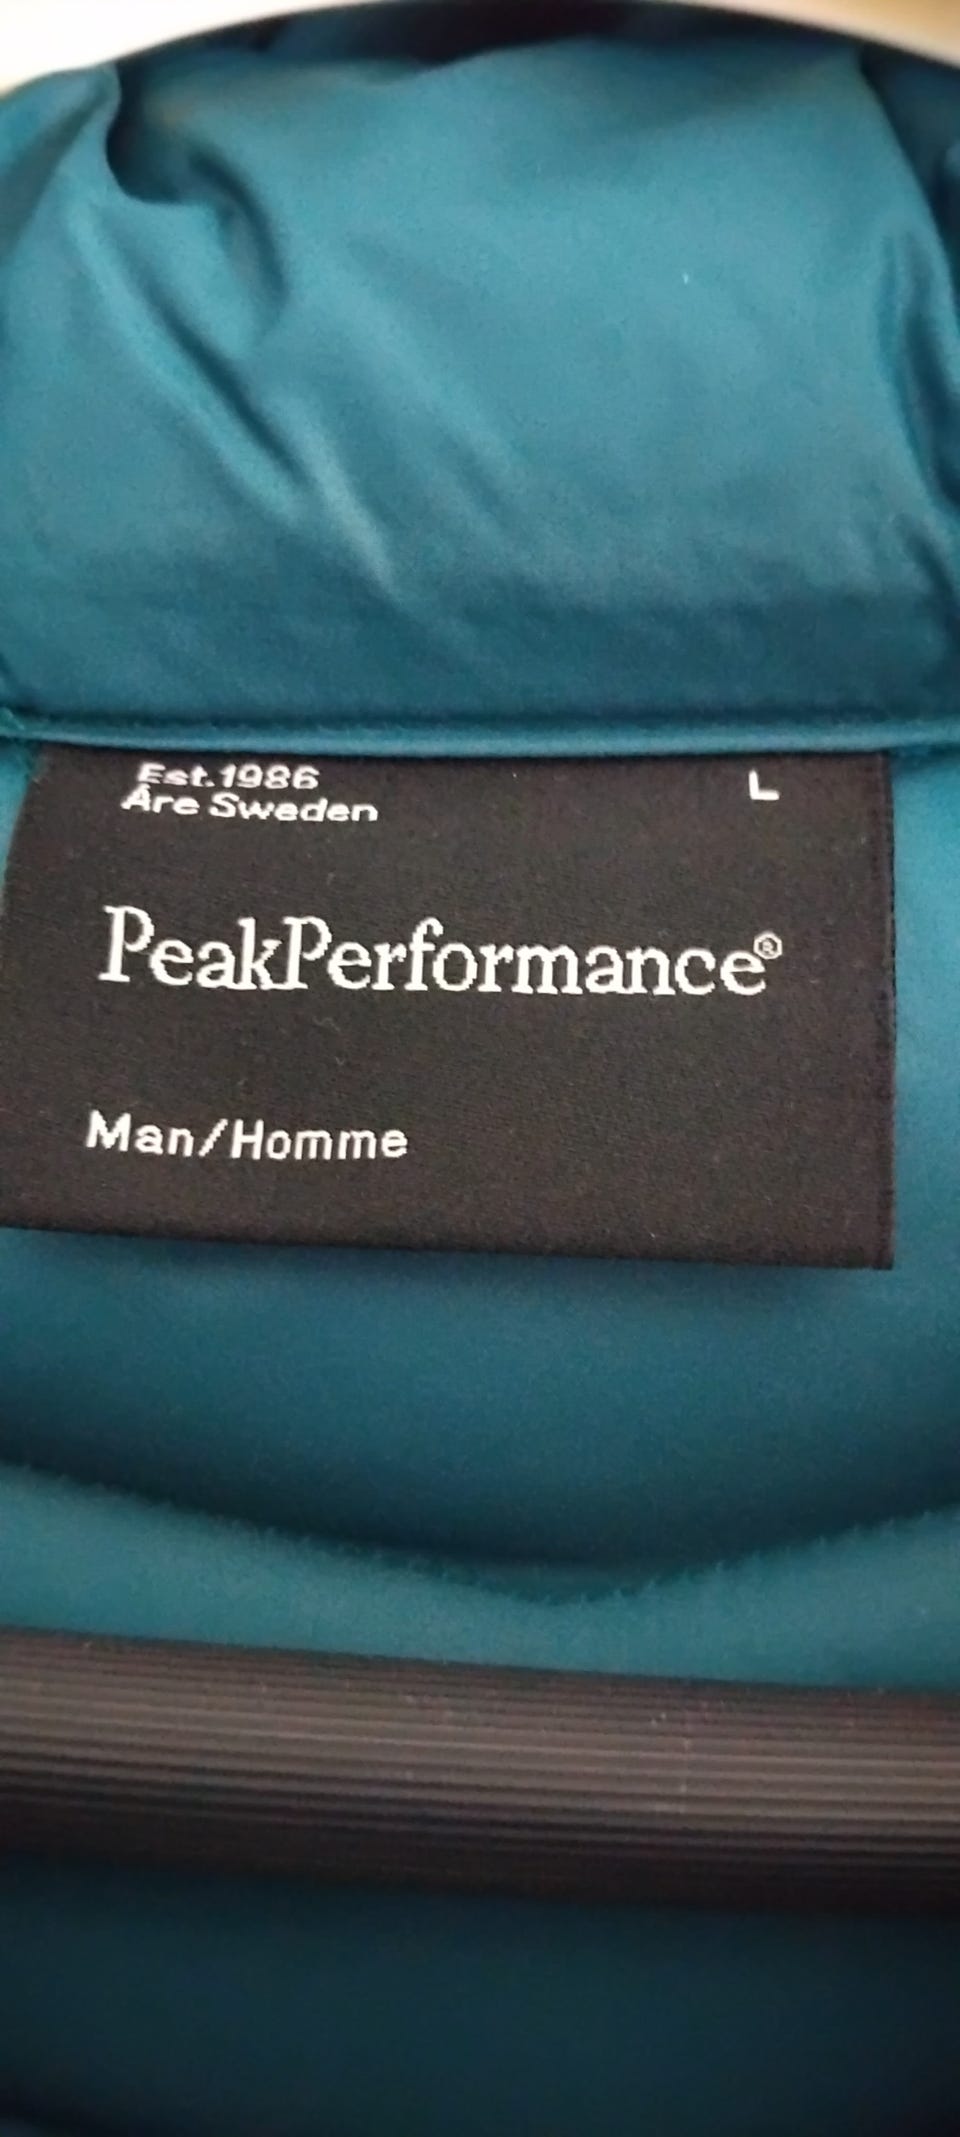 Est.1986
Åre Sweden
L
PeakPerformance®
Man/Homme